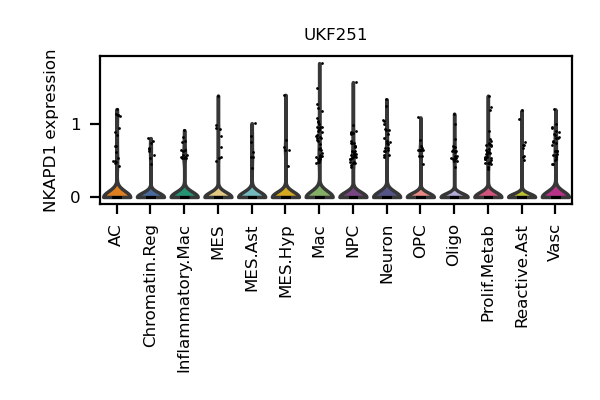 UKF251
NKAPD1 expression
1
0
AC
Chromatin.Reg
Inflammatory.Mac
MES
MES.Ast
MES.Hyp
Mac
NPC
Neuron
OPC
Oligo
Prolif.Metab
Reactive.Ast
Vasc